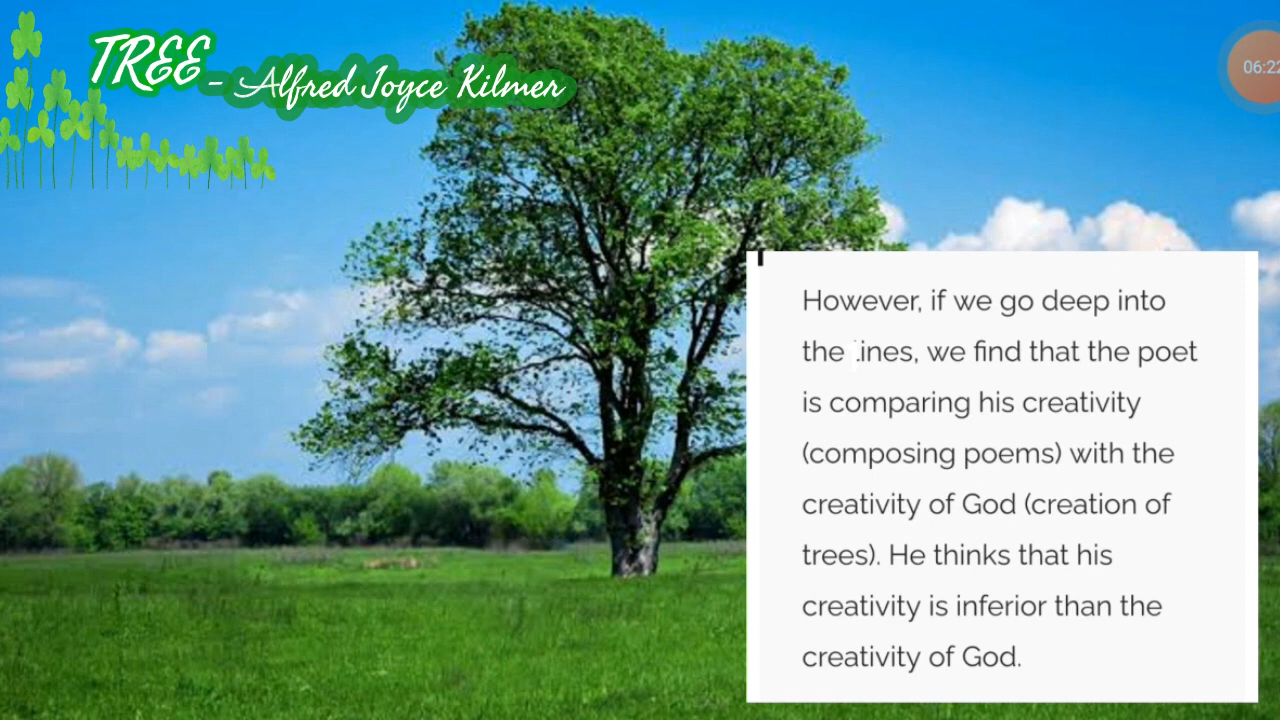 TREE - Alfred Joyce Kilmer
06:22
However, if we go deep into
the lines, we find that the poet
is comparing his creativity
(composing poems) with the
creativity of God (creation of
trees). He thinks that his
creativity is inferior than the
creativity of God.